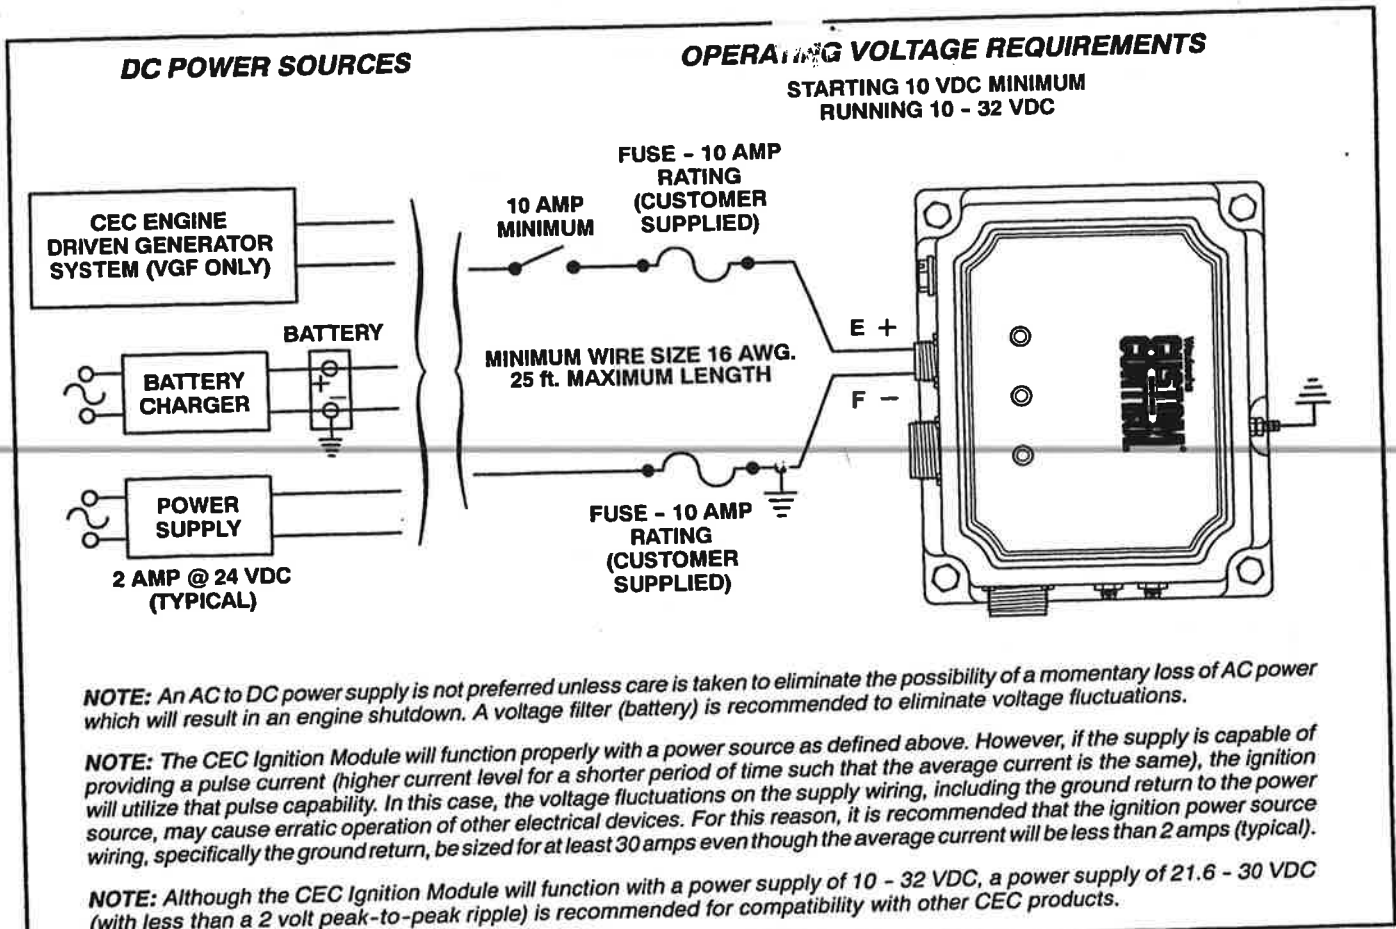 DC POWER SOURCES
OPERATING VOLTAGE REQUIREMENTS
STARTING 10 VDC MINIMUM
RUNNING 10 - 32 VDC
CEC ENGINE
DRIVEN GENERATOR
SYSTEM (VGF ONLY)
10 AMP
MINIMUM
FUSE - 10 AMP
RATING
(CUSTOMER
SUPPLIED)
BATTERY
BATTERY
CHARGER
+
-
MINIMUM WIRE SIZE 16 AWG.
25 ft. MAXIMUM LENGTH
E +
F -
Waukesha
CUSTOM
CONTROL
POWER
SUPPLY
2 AMP @ 24 VDC
(TYPICAL)
FUSE - 10 AMP
RATING
(CUSTOMER
SUPPLIED)
NOTE: An AC to DC power supply is not preferred unless care is taken to eliminate the possibility of a momentary loss of AC power
which will result in an engine shutdown. A voltage filter (battery) is recommended to eliminate voltage fluctuations.
NOTE: The CEC Ignition Module will function properly with a power source as defined above. However, if the supply is capable of
providing a pulse current (higher current level for a shorter period of time such that the average current is the same), the ignition
will utilize that pulse capability. In this case, the voltage fluctuations on the supply wiring, including the ground return to the power
source, may cause erratic operation of other electrical devices. For this reason, it is recommended that the ignition power source
wiring, specifically the ground return, be sized for at least 30 amps even though the average current will be less than 2 amps (typical).
NOTE: Although the CEC Ignition Module will function with a power supply of 10 - 32 VDC, a power supply of 21.6 - 30 VDC
(with less than a 2 volt peak-to-peak ripple) is recommended for compatibility with other CEC products.